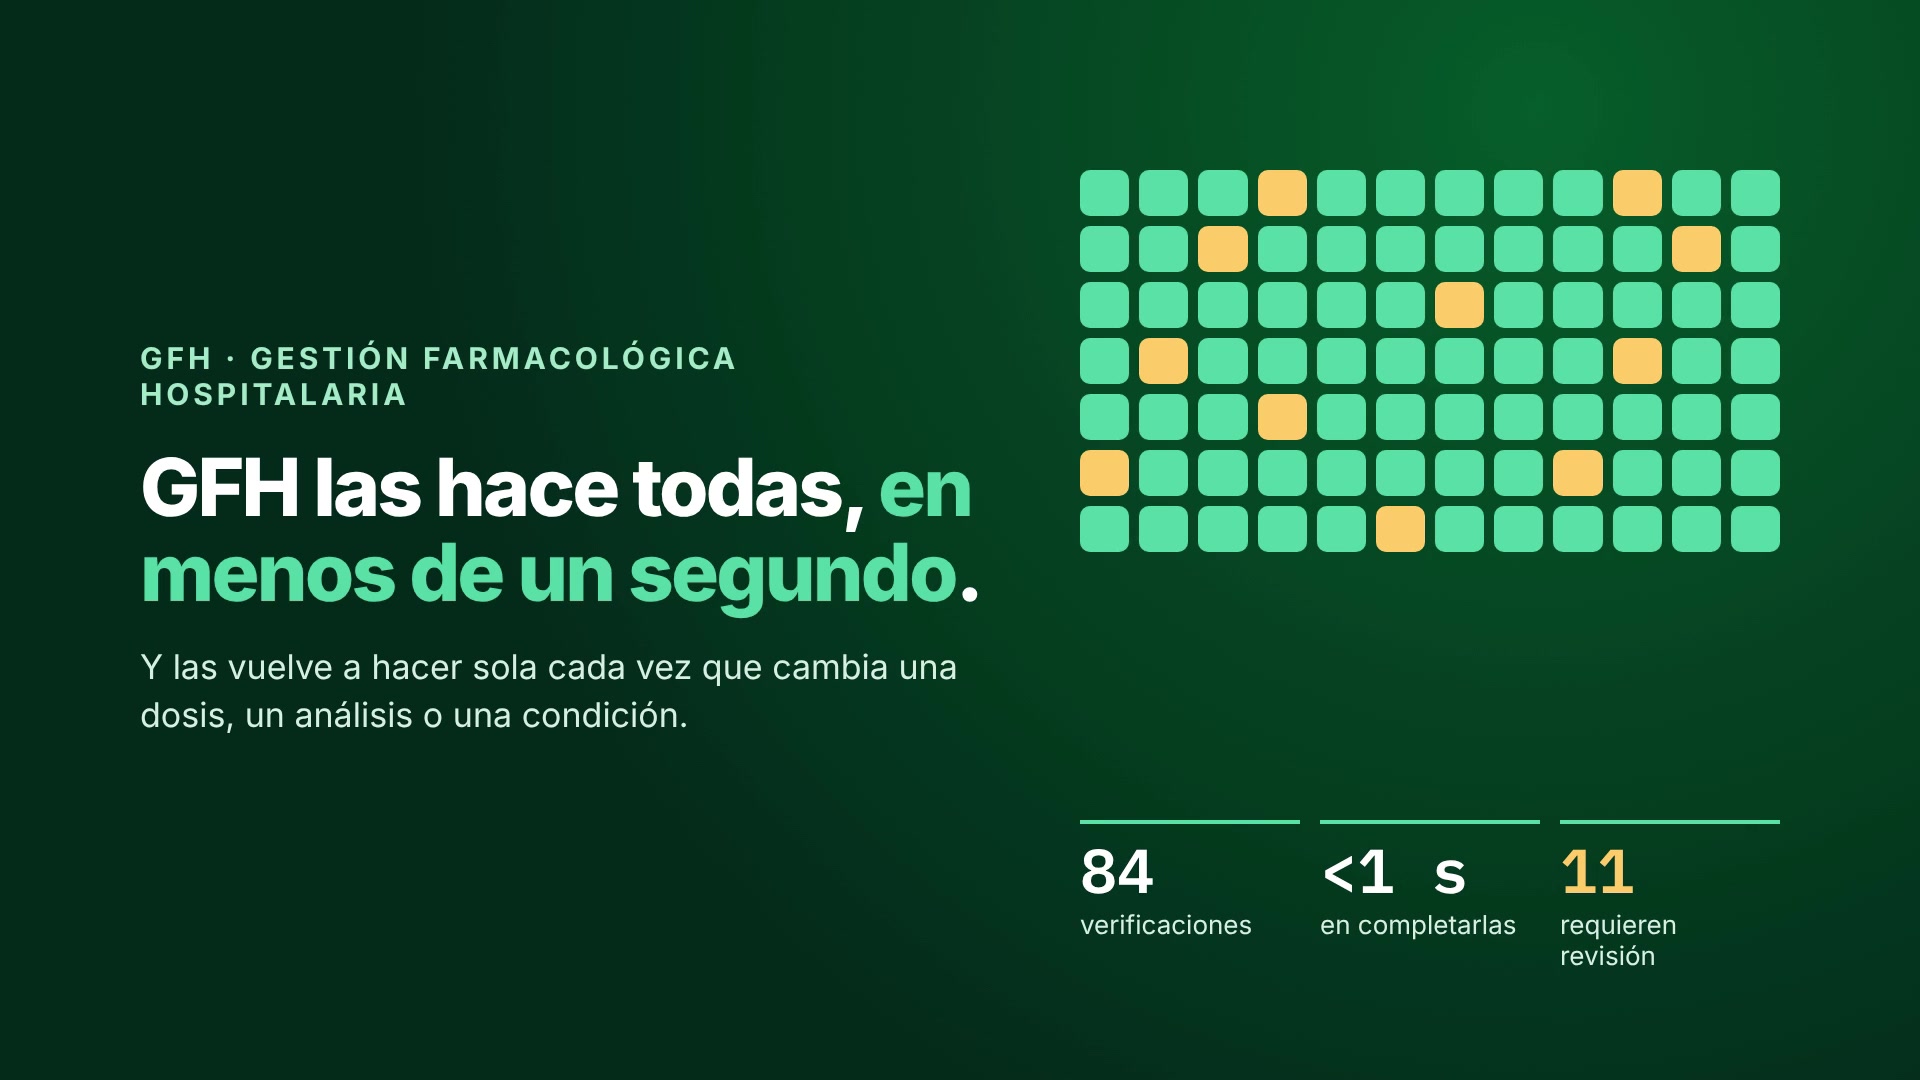 GFH · GESTIÓN FARMACOLÓGICA
HOSPITALARIA
GFH las hace todas, en
menos de un segundo.
Y las vuelve a hacer sola cada vez que cambia una
dosis, un análisis o una condición.
84
verificaciones
<1 s
en completarlas
11
requieren
revisión